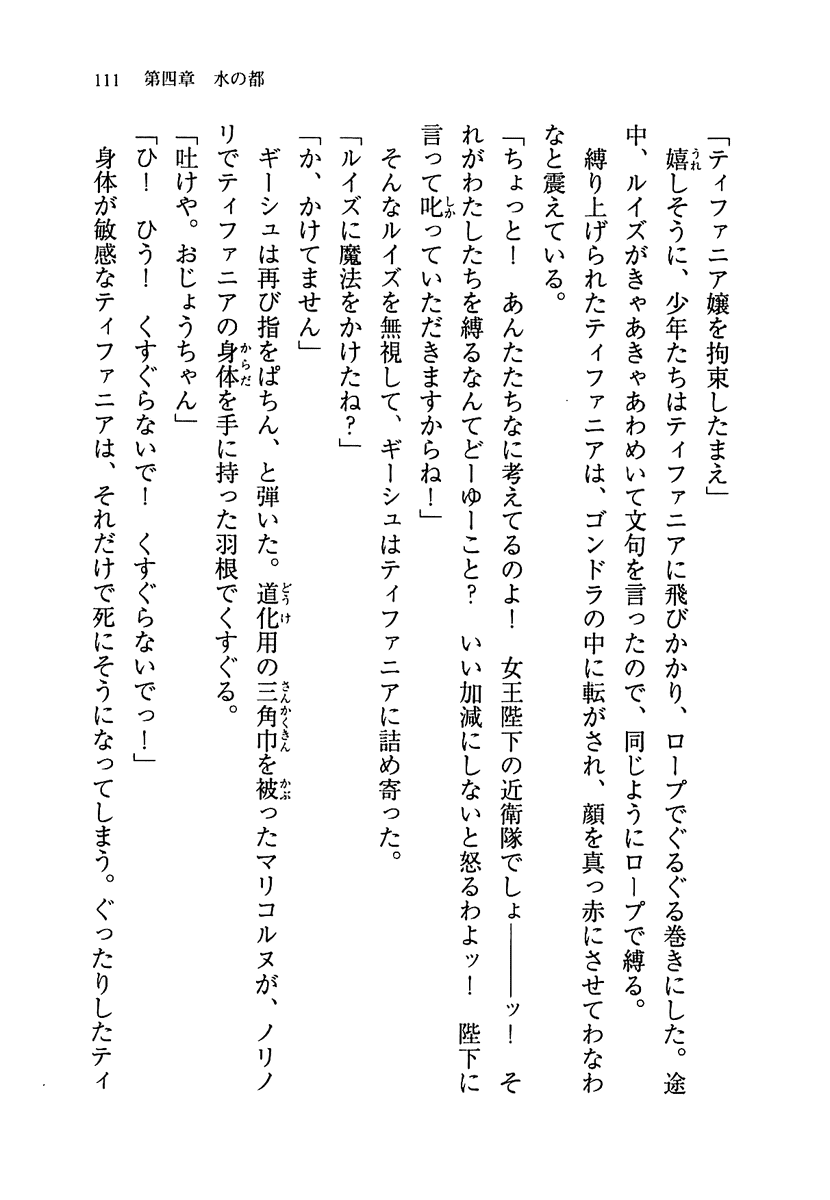 111　第四章　水の都
「ティファニア嬢を拘束したまえ」
　嬉しそうに、少年たちはティファニアに飛びかかり、ロープでぐるぐる巻きにした。途
中、ルイズがきゃあきゃあわめいて文句を言ったので、同じようにロープで縛る。
　縛り上げられたティファニアは、ゴンドラの中に転がされ、顔を真っ赤にさせてわなわ
なと震えている。
「ちょっと！　あんたたちなに考えてるのよ！　女王陛下の近衛隊でしょ――ッ！　そ
れがわたしたちを縛るなんてどーゆーこと？　いい加減にしないと怒るわよッ！　陛下に
言って叱っていただきますからね！」
　そんなルイズを無視して、ギーシュはティファニアに詰め寄った。
「ルイズに魔法をかけたね？」
「か、かけてません」
　ギーシュは再び指をぱちん、と弾いた。道化用の三角巾を被ったマリコルヌが、ノリノ
リでティファニアの身体を手に持った羽根でくすぐる。
「吐けや。おじょうちゃん」
「ひ！　ひう！　くすぐらないで！　くすぐらないでっ！」
　身体が敏感なティファニアは、それだけで死にそうになってしまう。ぐったりしたティ